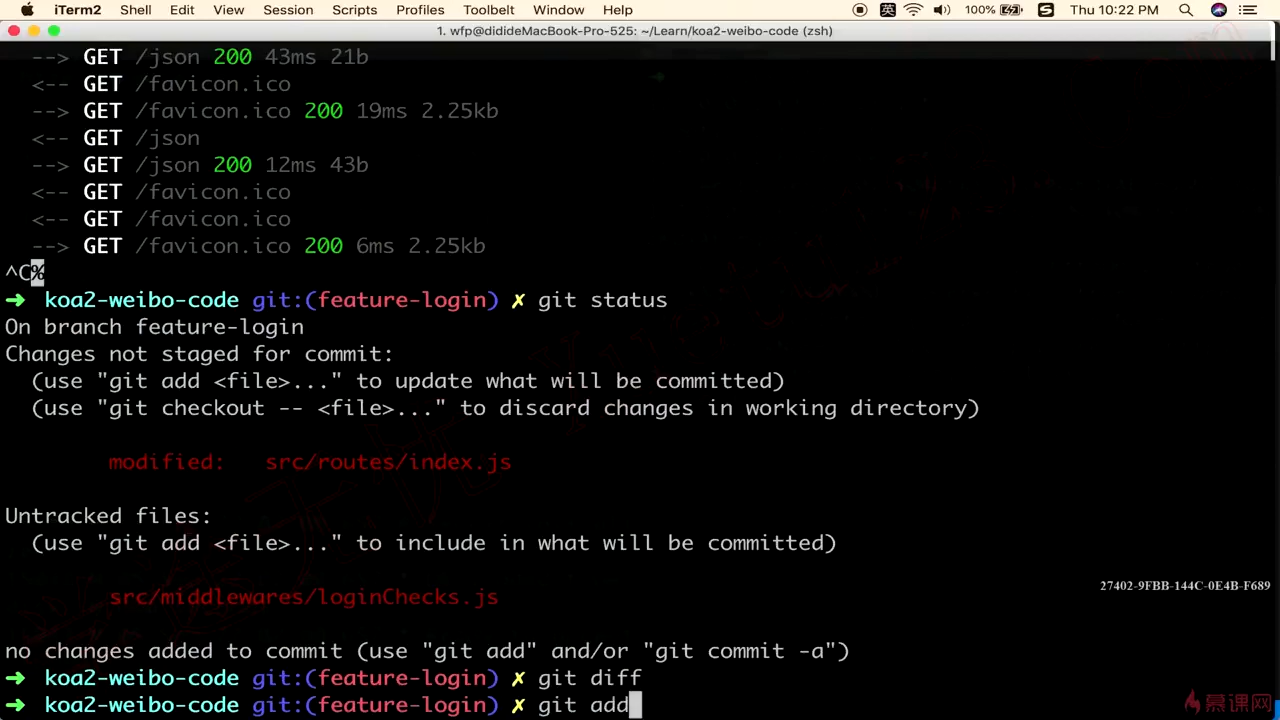 iTerm2 Shell Edit View Session Scripts Profiles Toolbelt Window Help 英 100% S Thu 10:22 PM
1. wfp@didideMacBook-Pro-525: ~/Learn/koa2-weibo-code (zsh)
--> GET /json 200 43ms 21b
<-- GET /favicon.ico
--> GET /favicon.ico 200 19ms 2.25kb
<-- GET /json
--> GET /json 200 12ms 43b
<-- GET /favicon.ico
<-- GET /favicon.ico
--> GET /favicon.ico 200 6ms 2.25kb
^C%
➜ koa2-weibo-code git:(feature-login) ✗ git status
On branch feature-login
Changes not staged for commit:
(use "git add <file>..." to update what will be committed)
(use "git checkout -- <file>..." to discard changes in working directory)
modified: src/routes/index.js
Untracked files:
(use "git add <file>..." to include in what will be committed)
27402-9FBB-144C-0E4B-F689
src/middlewares/loginChecks.js
no changes added to commit (use "git add" and/or "git commit -a")
➜ koa2-weibo-code git:(feature-login) ✗ git diff
➜ koa2-weibo-code git:(feature-login) ✗ git add
慕课网